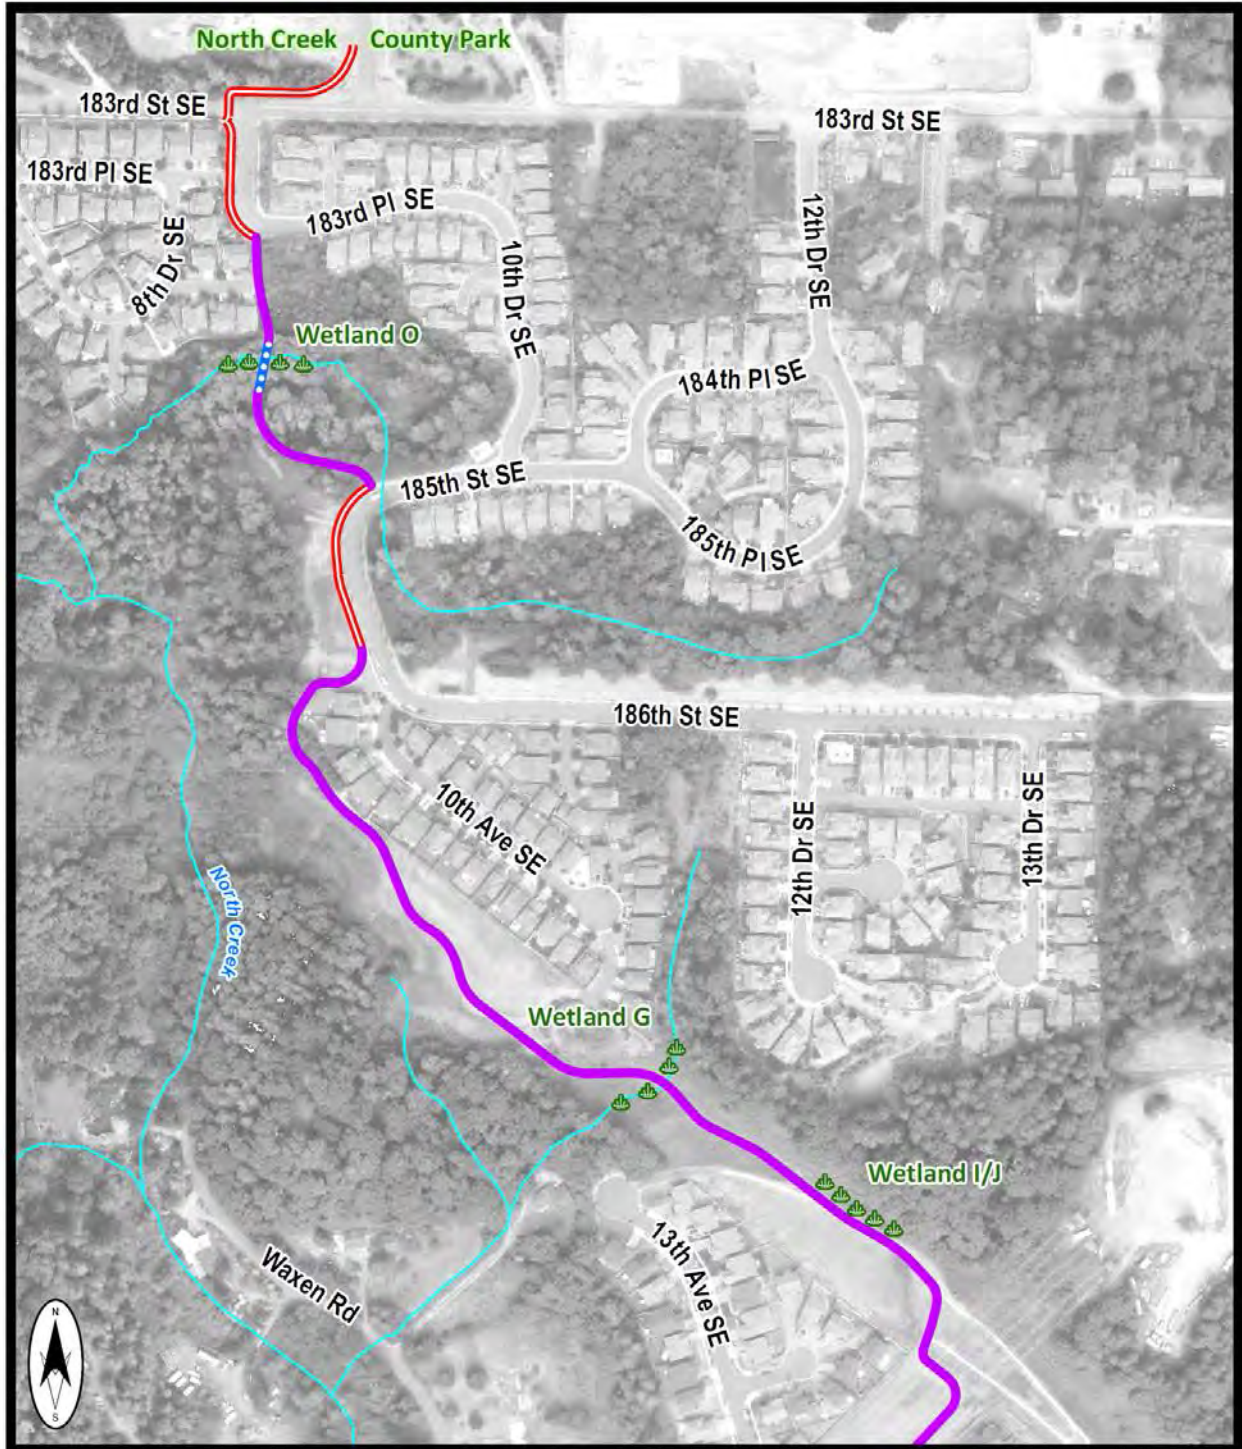 North Creek County Park
183rd St SE
183rd St SE
183rd Pl SE
183rd Pl SE
12th Dr SE
8th Dr SE
10th Dr SE
Wetland O
184th Pl SE
185th St SE
185th Pl SE
186th St SE
10th Ave SE
12th Dr SE
13th Dr SE
North Creek
Wetland G
Wetland I/J
13th Ave SE
Waxen Rd
N
S